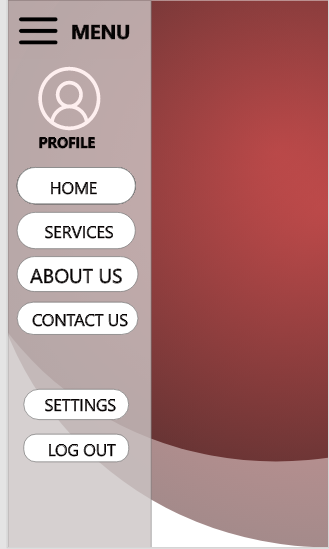 MENU
PROFILE
HOME
SERVICES
ABOUT US
CONTACT US
SETTINGS
LOG OUT